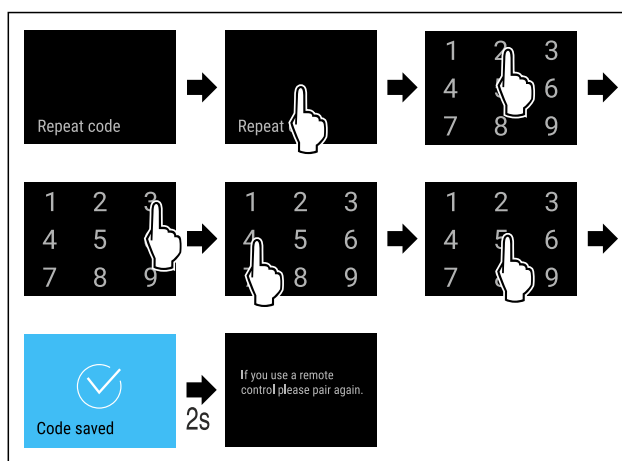 Repeat code
Repeat
1 2 3
4 6
7 8 9
1 2 3
4 5
7 8 9
1 2 3
4 5 6
8 9
1 2 3
4 5 6
7 9
Code saved
2s
If you use a remote
control please pair again.